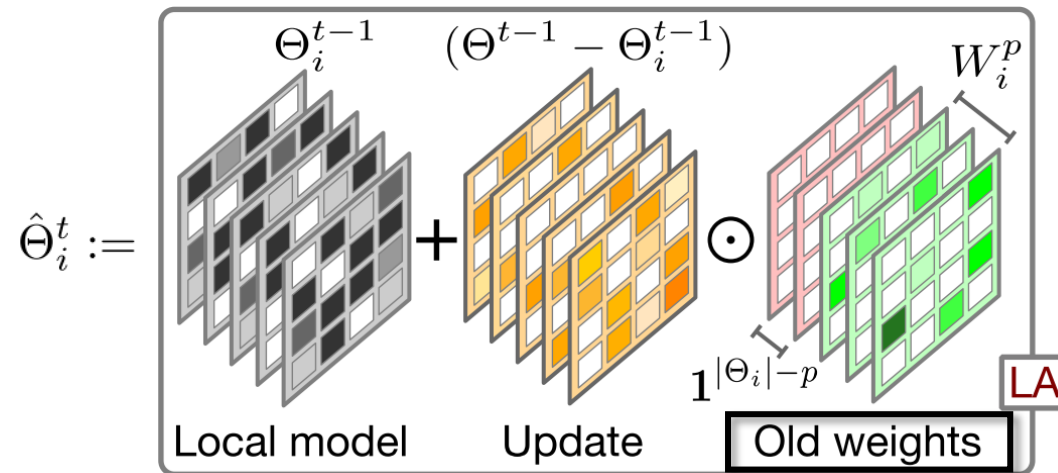 Θ_i^{t−1} (Θ^{t−1} − Θ_i^{t−1}) W_i^p
Θ̂_i^t := + ⊙
1^{|Θ_i|−p}
LA
Local model Update Old weights